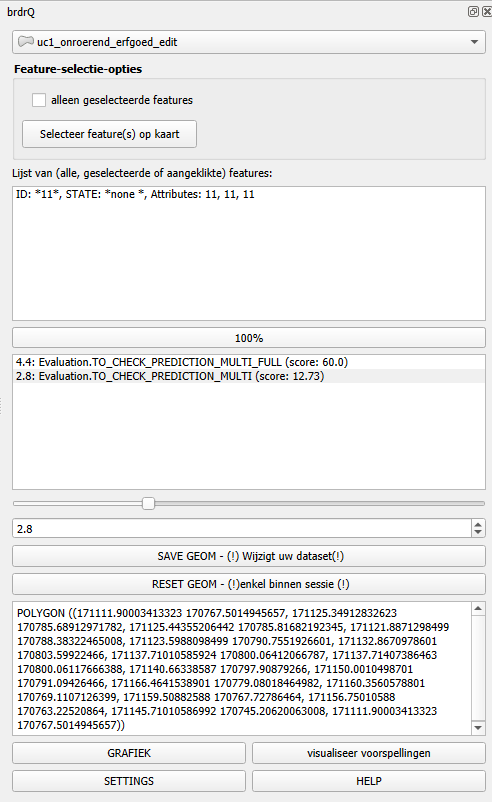 brdrQ
uc1_onroerend_erfgoed_edit
Feature-selectie-opties
alleen geselecteerde features
Selecteer feature(s) op kaart
Lijst van (alle, geselecteerde of aangeklikte) features:
ID: *11*, STATE: *none *, Attributes: 11, 11, 11
100%
4.4: Evaluation.TO_CHECK_PREDICTION_MULTI_FULL (score: 60.0)
2.8: Evaluation.TO_CHECK_PREDICTION_MULTI (score: 12.73)
2.8
SAVE GEOM - (!) Wijzigt uw dataset(!)
RESET GEOM - (!)enkel binnen sessie (!)
POLYGON ((171111.90003413323 170767.5014945657, 171125.34912832623
170785.68912971782, 171125.44355206442 170785.81682192345, 171121.8871298499
170788.38322465008, 171123.5988098499 170790.7551926601, 171132.8670978601
170803.59922466, 171137.71010585924 170800.06412066787, 171137.71407386463
170800.06117666388, 171140.66338587 170797.90879266, 171150.0010498701
170791.09426466, 171166.4641538901 170779.08018464982, 171160.3560578801
170769.1107126399, 171159.50882588 170767.72786464, 171156.75010588
170763.22520864, 171145.71010586992 170745.20620063008, 171111.90003413323
170767.5014945657))
GRAFIEK
visualiseer voorspellingen
SETTINGS
HELP